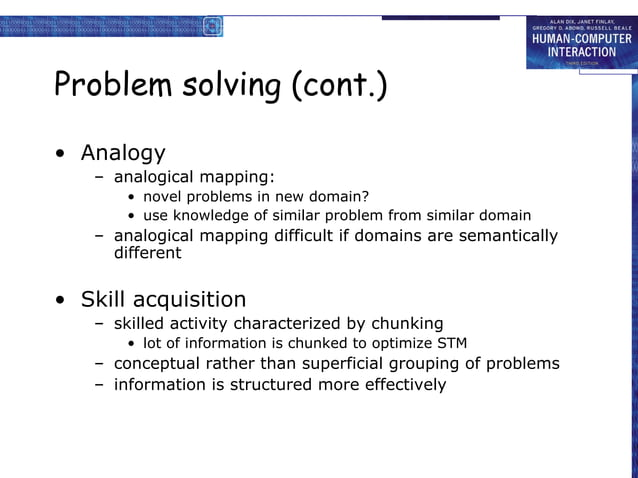 ALAN DIX, JANET FINLAY,
GREGORY D. ABOWD, RUSSELL BEALE
HUMAN-COMPUTER
INTERACTION
THIRD EDITION
Problem solving (cont.)
• Analogy
– analogical mapping:
• novel problems in new domain?
• use knowledge of similar problem from similar domain
– analogical mapping difficult if domains are semantically
different
• Skill acquisition
– skilled activity characterized by chunking
• lot of information is chunked to optimize STM
– conceptual rather than superficial grouping of problems
– information is structured more effectively